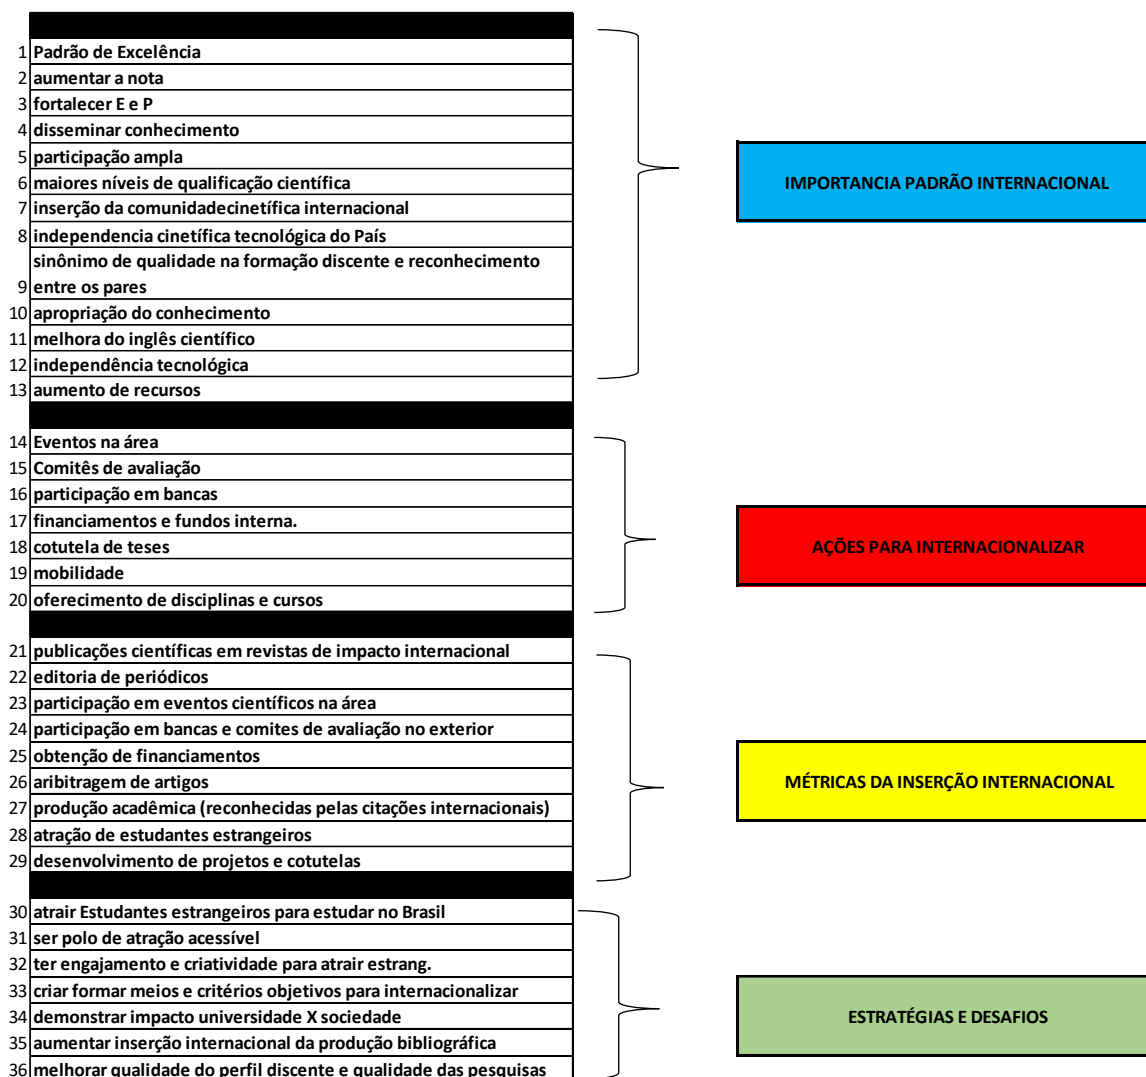 1 Padrão de Excelência
2 aumentar a nota
3 fortalecer E e P
4 disseminar conhecimento
5 participação ampla
6 maiores níveis de qualificação científica
7 inserção da comunidadecinetífica internacional
8 independencia cinetífica tecnológica do País
sinônimo de qualidade na formação discente e reconhecimento
9 entre os pares
10 apropriação do conhecimento
11 melhora do inglês científico
12 independência tecnológica
13 aumento de recursos
IMPORTANCIA PADRÃO INTERNACIONAL
14 Eventos na área
15 Comitês de avaliação
16 participação em bancas
17 financiamentos e fundos interna.
18 cotutela de teses
19 mobilidade
20 oferecimento de disciplinas e cursos
AÇÕES PARA INTERNACIONALIZAR
21 publicações científicas em revistas de impacto internacional
22 editoria de periódicos
23 participação em eventos científicos na área
24 participação em bancas e comites de avaliação no exterior
25 obtenção de financiamentos
26 aribitragem de artigos
27 produção acadêmica (reconhecidas pelas citações internacionais)
28 atração de estudantes estrangeiros
29 desenvolvimento de projetos e cotutelas
MÉTRICAS DA INSERÇÃO INTERNACIONAL
30 atrair Estudantes estrangeiros para estudar no Brasil
31 ser polo de atração acessível
32 ter engajamento e criatividade para atrair estrang.
33 criar formar meios e critérios objetivos para internacionalizar
34 demonstrar impacto universidade X sociedade
35 aumentar inserção internacional da produção bibliográfica
36 melhorar qualidade do perfil discente e qualidade das pesquisas
ESTRATÉGIAS E DESAFIOS